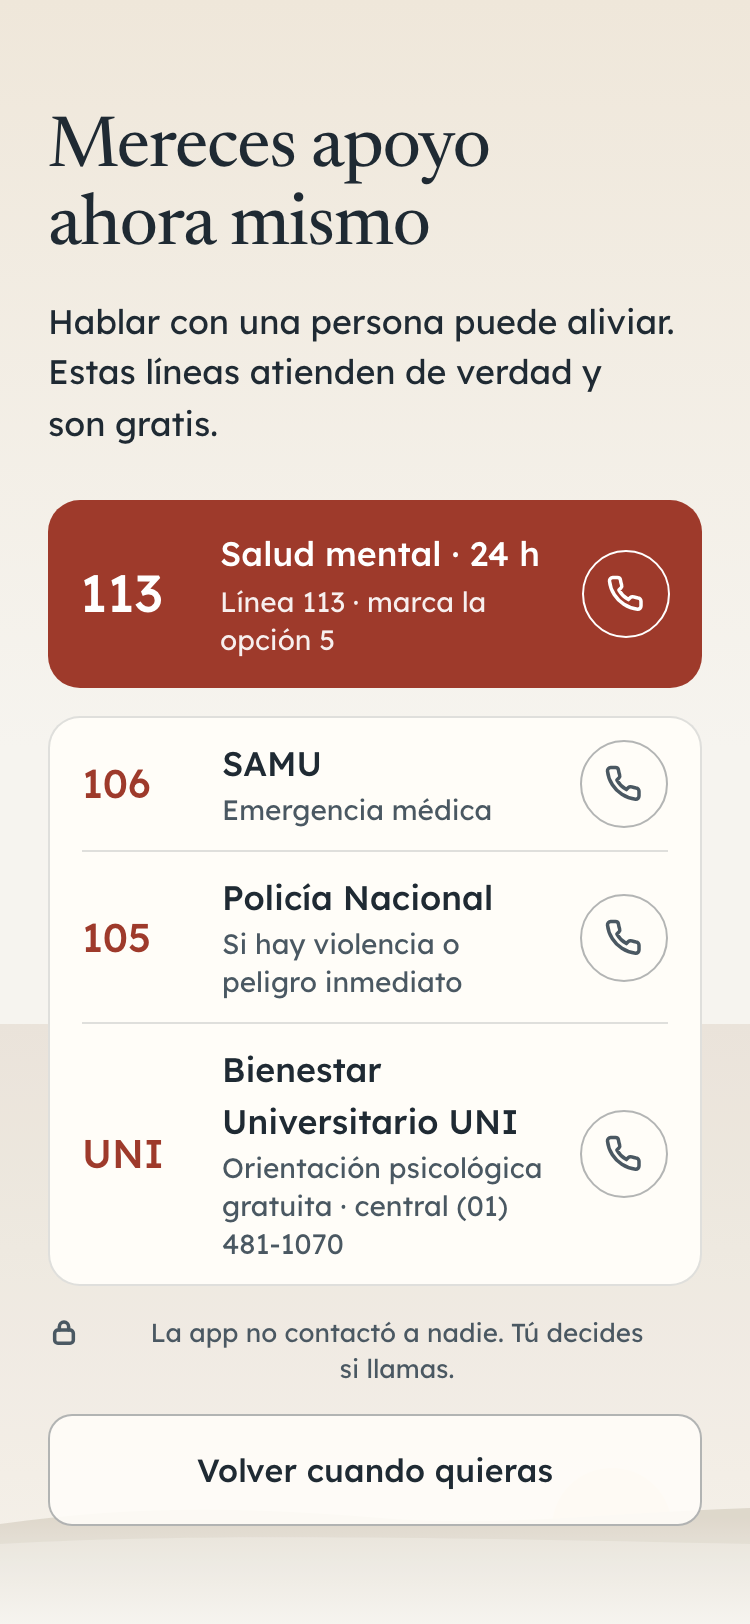 Mereces apoyo
ahora mismo
Hablar con una persona puede aliviar.
Estas líneas atienden de verdad y
son gratis.
113
Salud mental · 24 h
Línea 113 · marca la
opción 5
106
SAMU
Emergencia médica
105
Policía Nacional
Si hay violencia o
peligro inmediato
UNI
Bienestar
Universitario UNI
Orientación psicológica
gratuita · central (01)
481-1070
La app no contactó a nadie. Tú decides
si llamas.
Volver cuando quieras